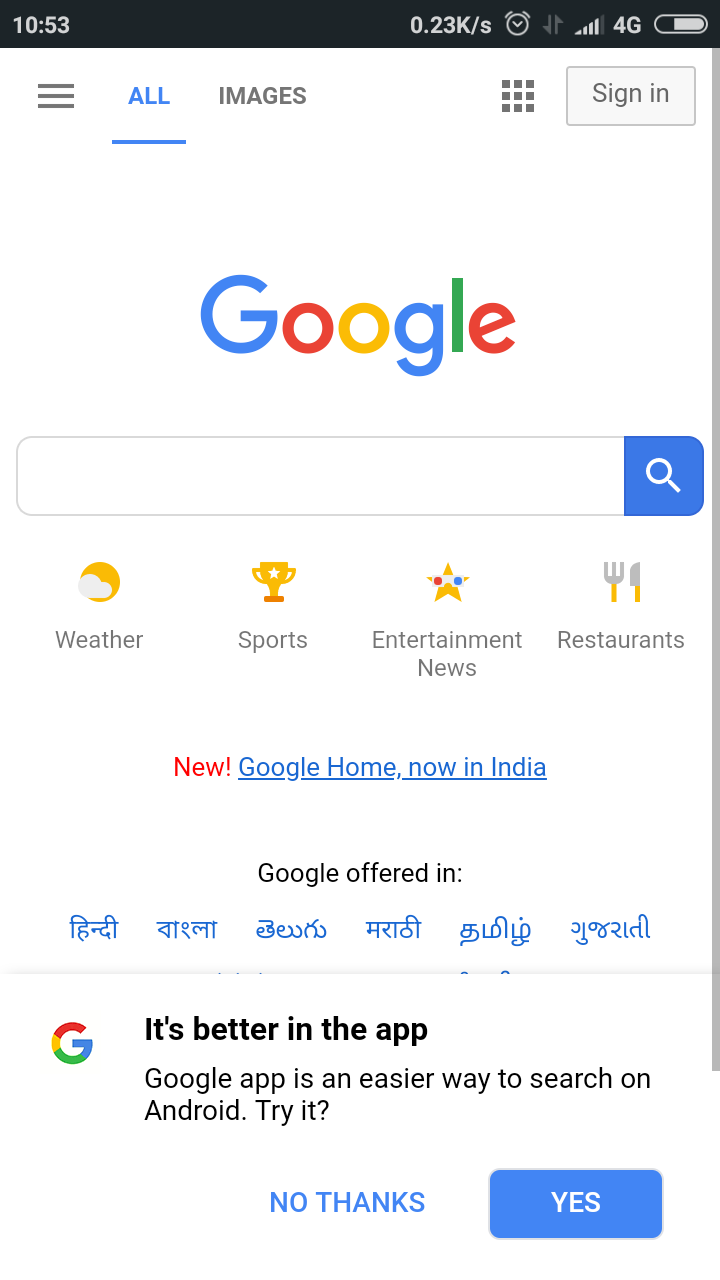 10:53 0.23K/s 4G
ALL IMAGES Sign in
Google
Weather Sports Entertainment News Restaurants
New! Google Home, now in India
Google offered in:
हिन्दी বাংলা తెలుగు मराठी தமிழ் ગુજરાતી
It's better in the app
Google app is an easier way to search on
Android. Try it?
NO THANKS YES